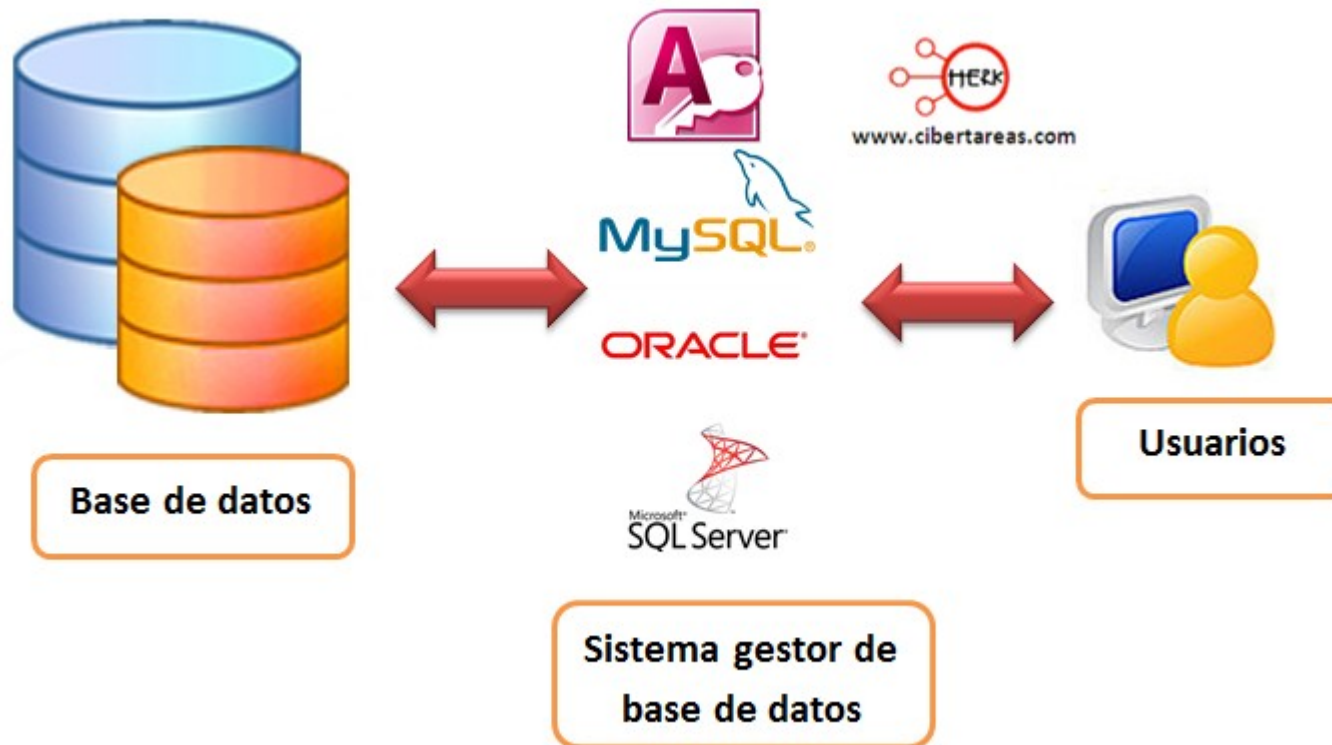 A
HERK
www.cibertareas.com
MySQL®
ORACLE®
Usuarios
Base de datos
Microsoft®
SQL Server®
Sistema gestor de
base de datos